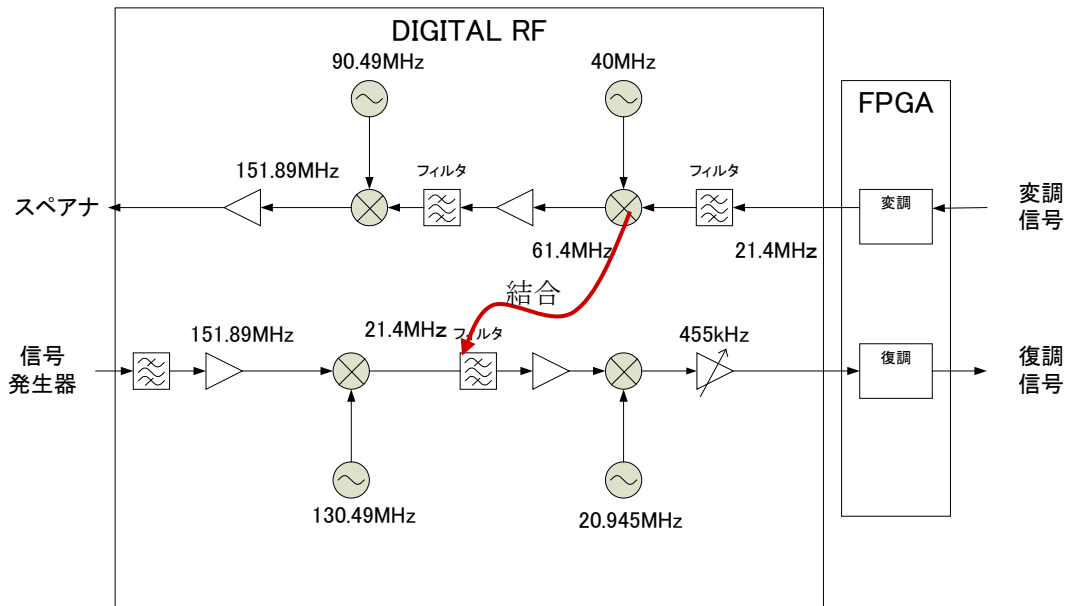 DIGITAL RF
90.49MHz
40MHz
FPGA
151.89MHz
フィルタ
フィルタ
スペアナ
変調
変調
信号
61.4MHz
21.4MHz
結合
151.89MHz
21.4MHz
フィルタ
455kHz
信号
発生器
復調
復調
信号
130.49MHz
20.945MHz